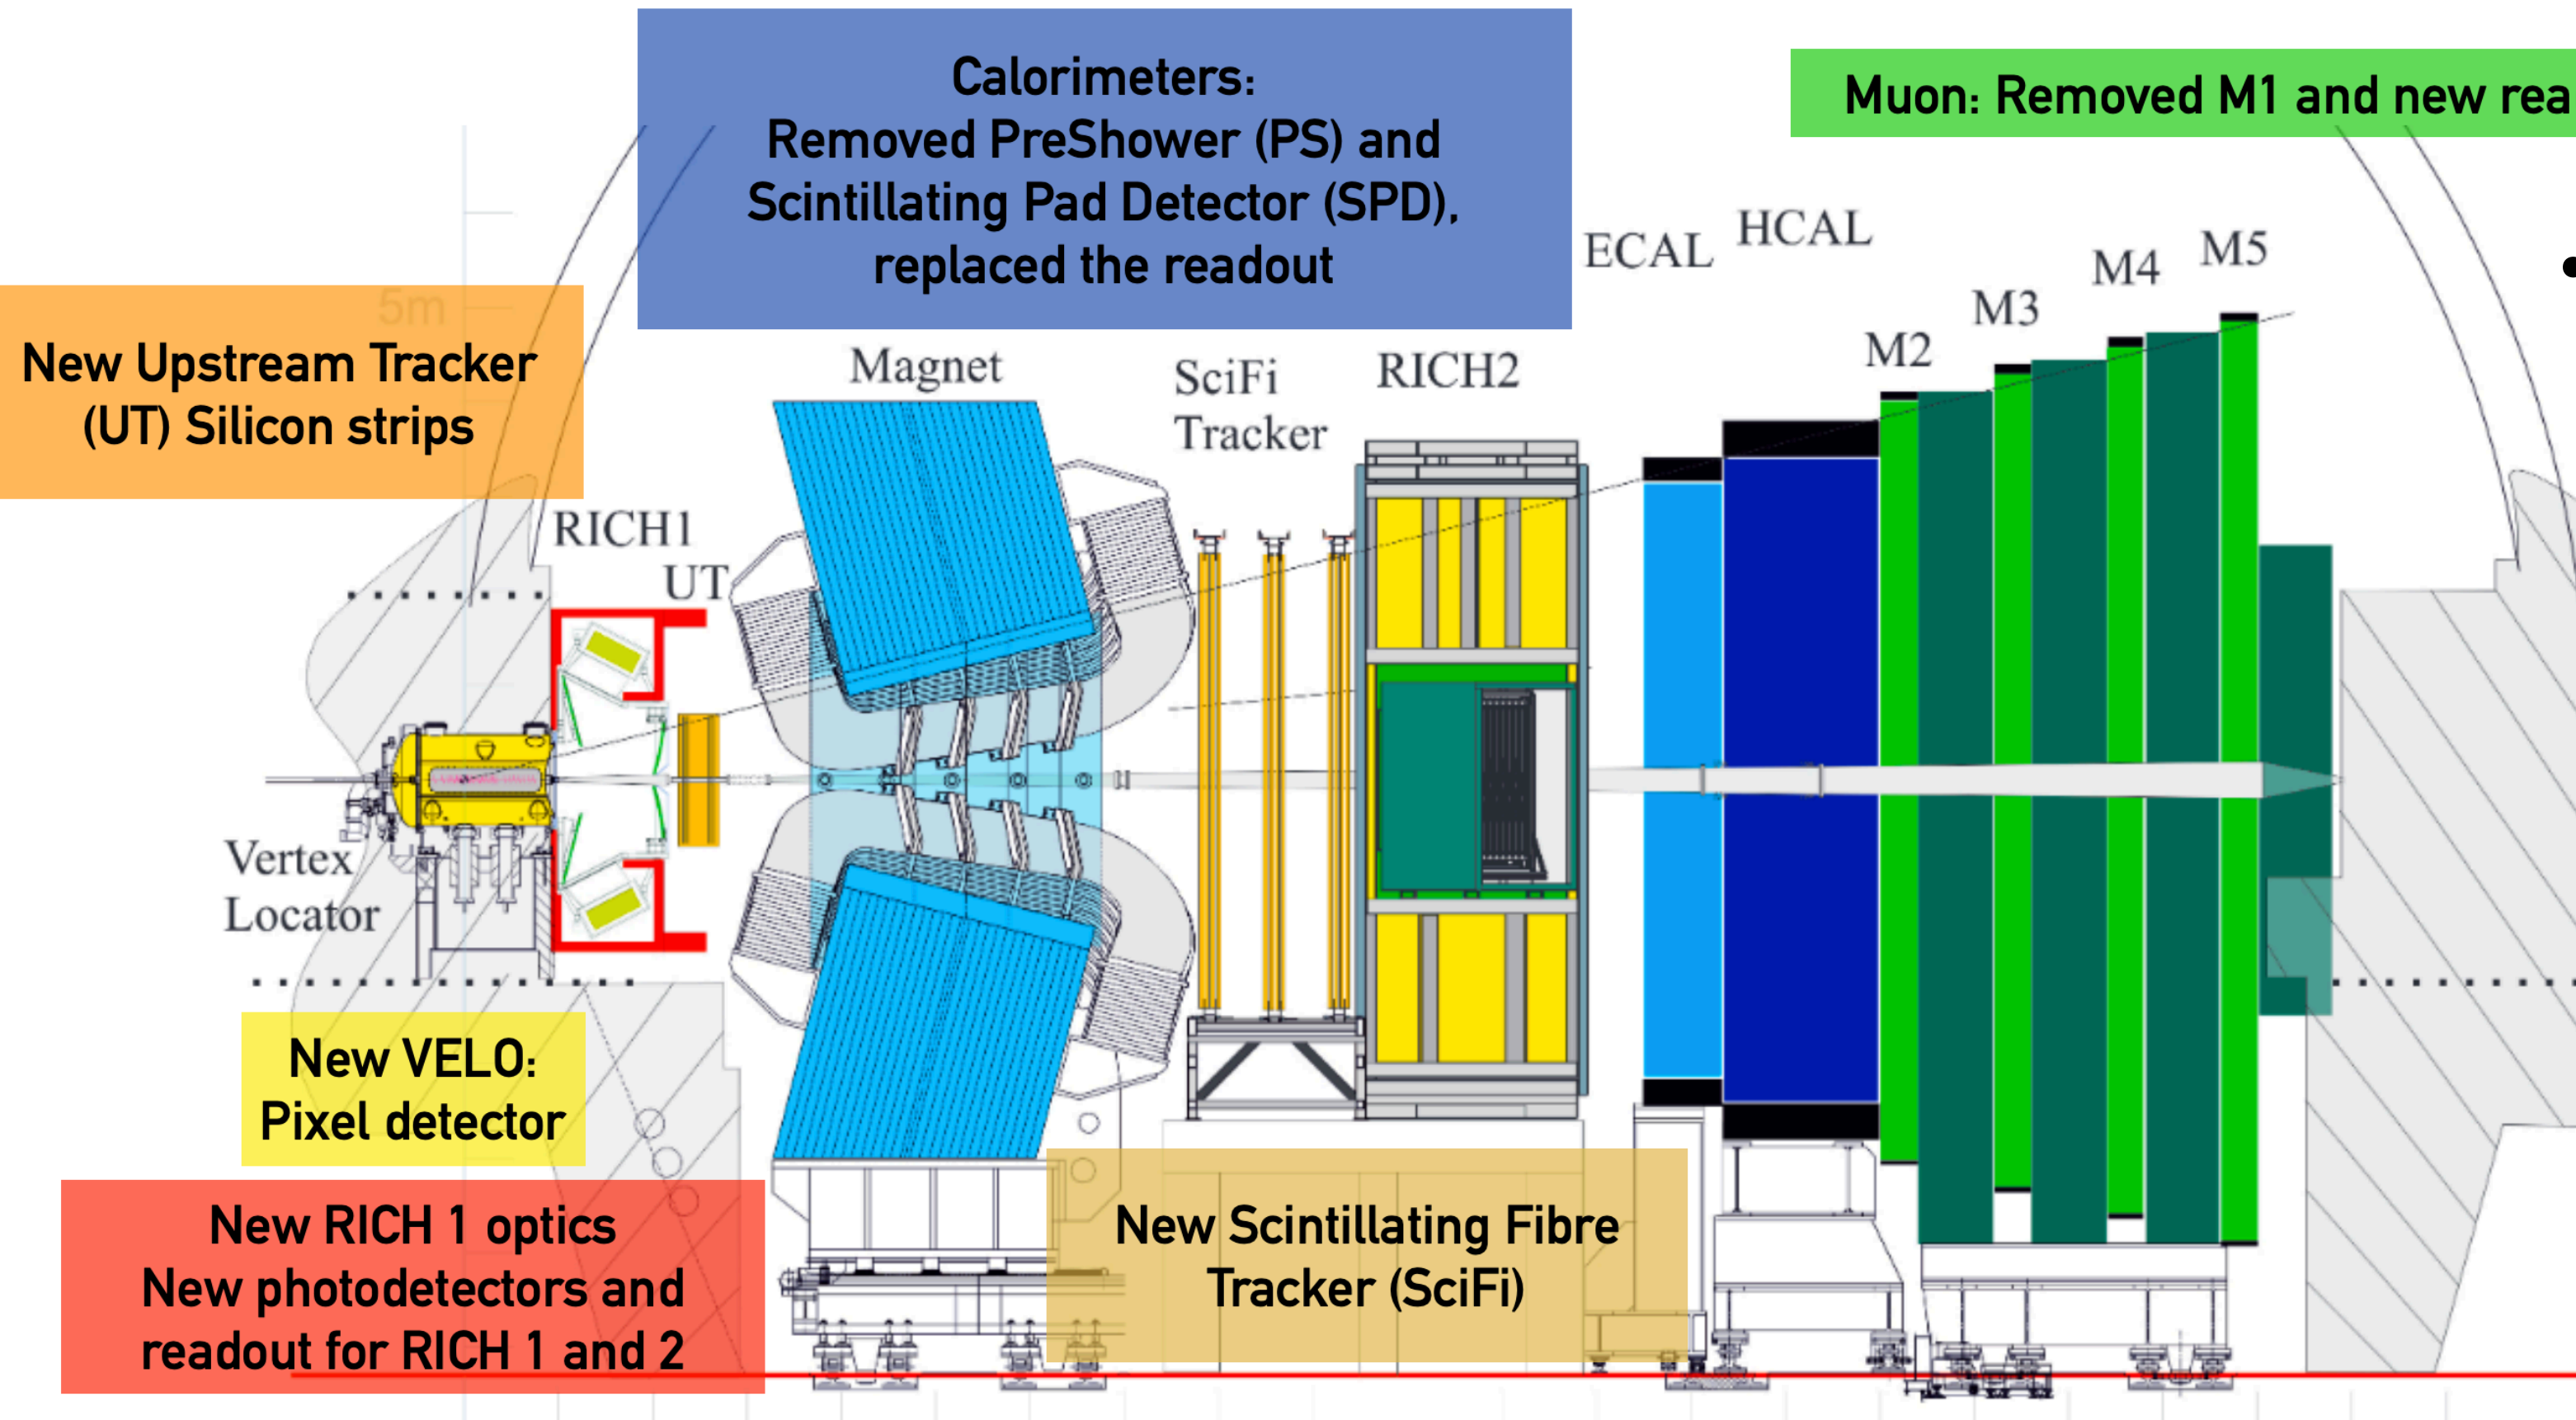 Calorimeters:
Removed PreShower (PS) and
Scintillating Pad Detector (SPD),
replaced the readout
Muon: Removed M1 and new rea
ECAL
HCAL
M5
M4
M3
M2
5m
New Upstream Tracker
(UT) Silicon strips
Magnet
SciFi
Tracker
RICH2
RICH1
UT
Vertex
Locator
New VELO:
Pixel detector
New RICH 1 optics
New photodetectors and
readout for RICH 1 and 2
New Scintillating Fibre
Tracker (SciFi)